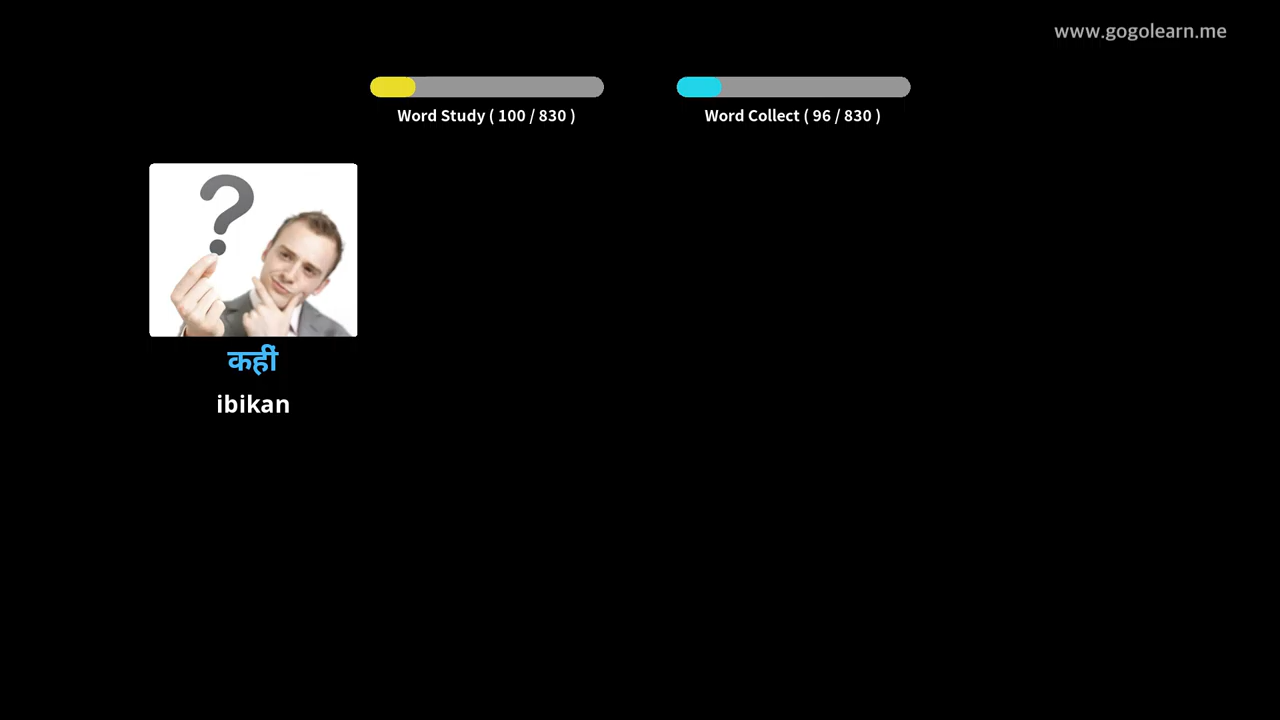 www.gogolearn.me
Word Study ( 100 / 830 )
Word Collect ( 96 / 830 )
?
कहीं
ibikan